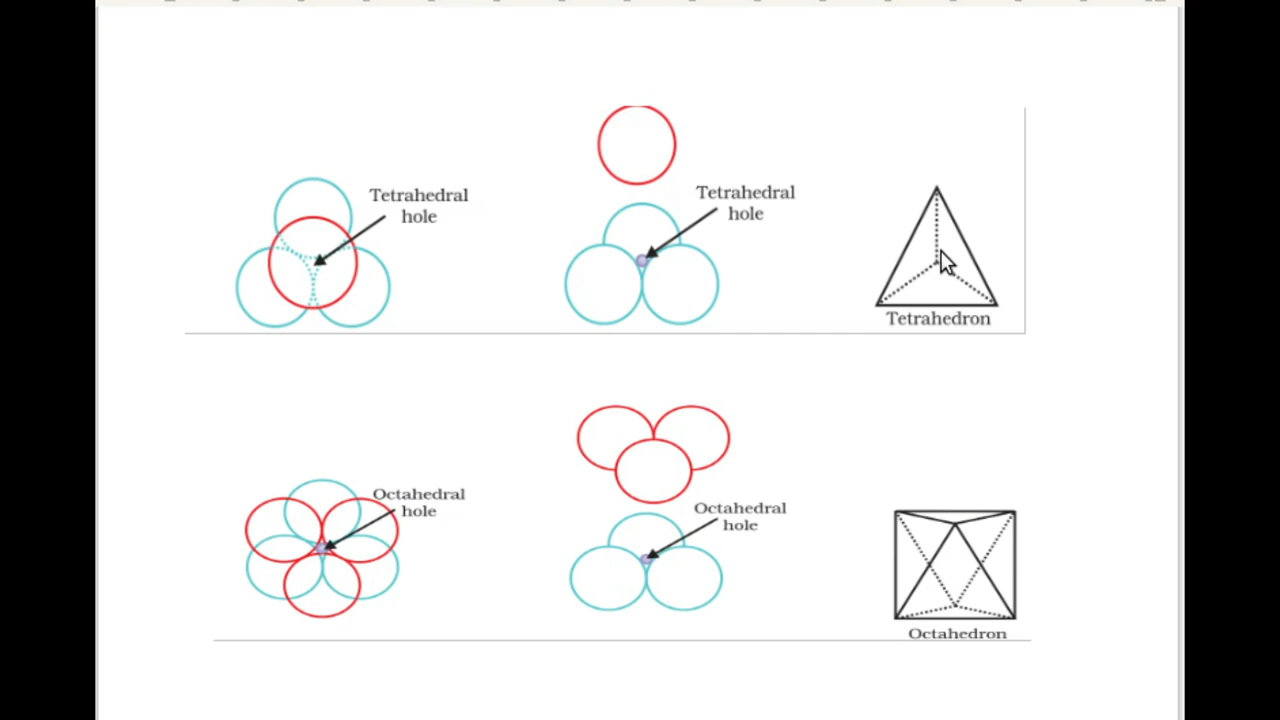 Tetrahedral
hole
Tetrahedral
hole
Tetrahedron
Octahedral
hole
Octahedral
hole
Octahedron